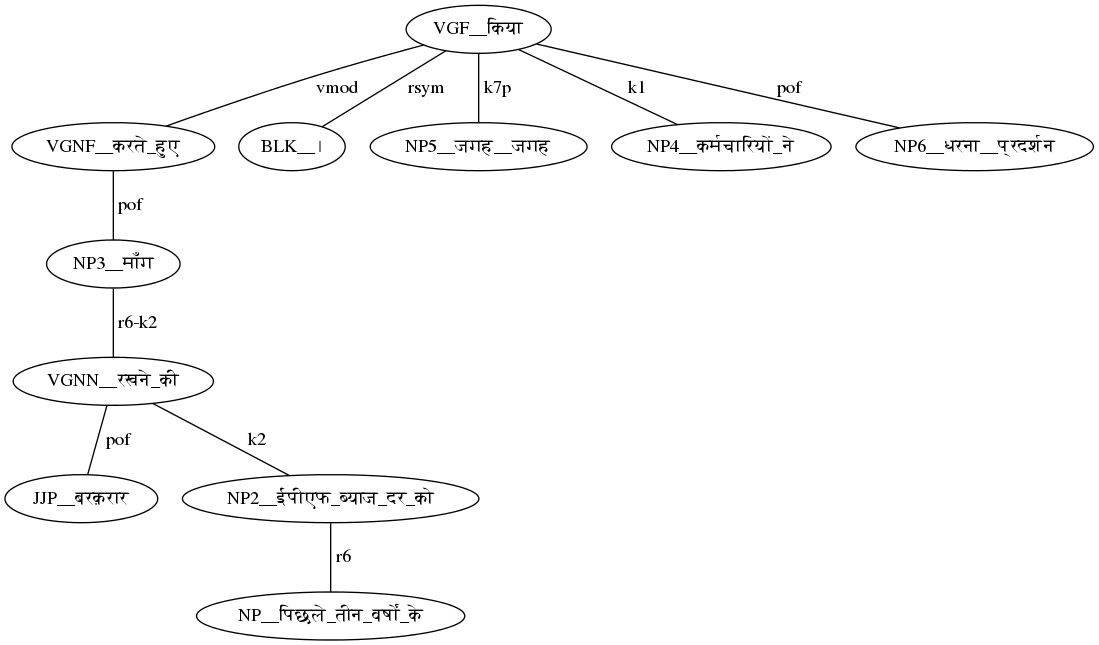 VGF__किया
vmod
rsym
k7p
k1
pof
VGNF__करते_हुए
BLK__।
NP5__जगह__जगह
NP4__कर्मचारियों_ने
NP6__धरना__प्रदर्शन
pof
NP3__माँग
r6-k2
VGNN__रखने_की
pof
k2
JJP__बरक़रार
NP2__ईपीएफ_ब्याज_दर_को
r6
NP__पिछले_तीन_वर्षों_के